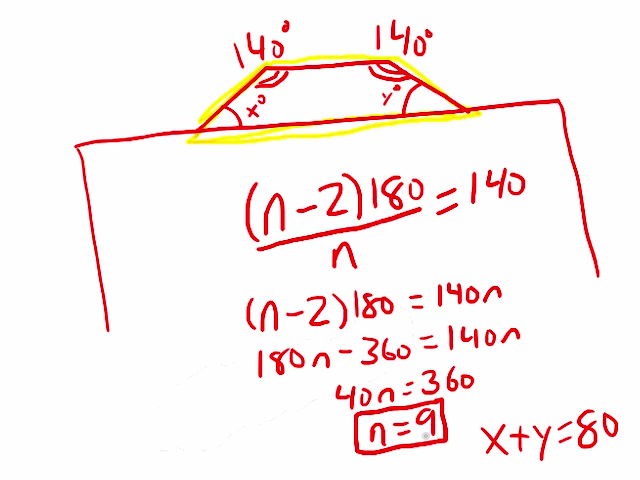 140° 140°
x° y°
(n-2)180 = 140
n
(n-2)180 = 140n
180n - 360 = 140n
40n = 360
n = 9
x+y=80